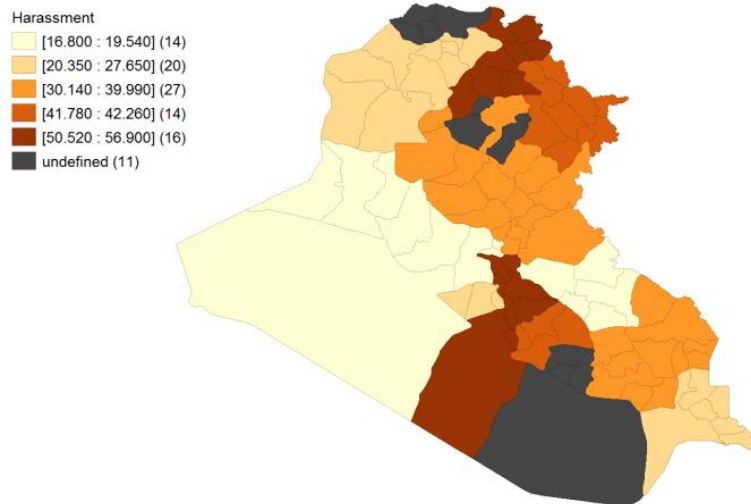 Harassment
[16.800 : 19.540] (14)
[20.350 : 27.650] (20)
[30.140 : 39.990] (27)
[41.780 : 42.260] (14)
[50.520 : 56.900] (16)
undefined (11)